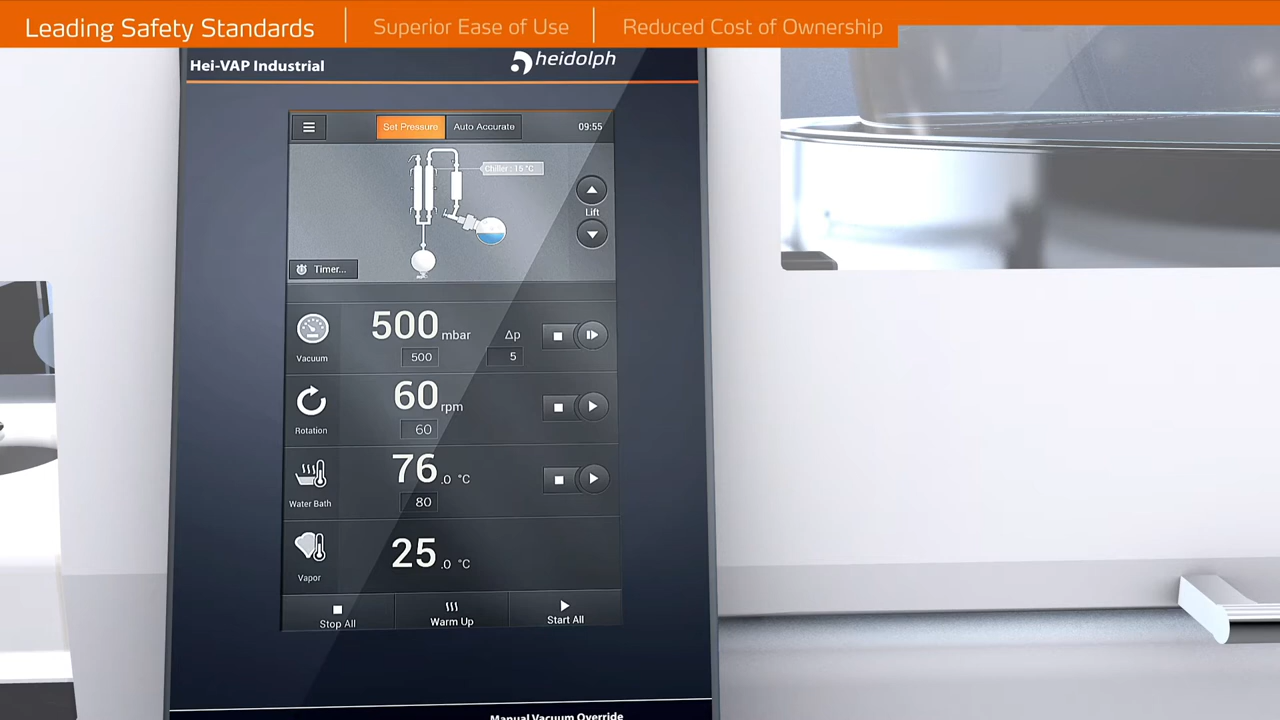 Leading Safety Standards
Superior Ease of Use
Reduced Cost of Ownership
Hei-VAP Industrial
heidolph
Set Pressure
Auto Accurate
09:55
Chiller : 15 °C
Lift
Timer...
Vacuum
500 mbar
500
Δp
5
Rotation
60 rpm
60
Water Bath
76.0 °C
80
Vapor
25.0 °C
Stop All
Warm Up
Start All
Manual Vacuum Override